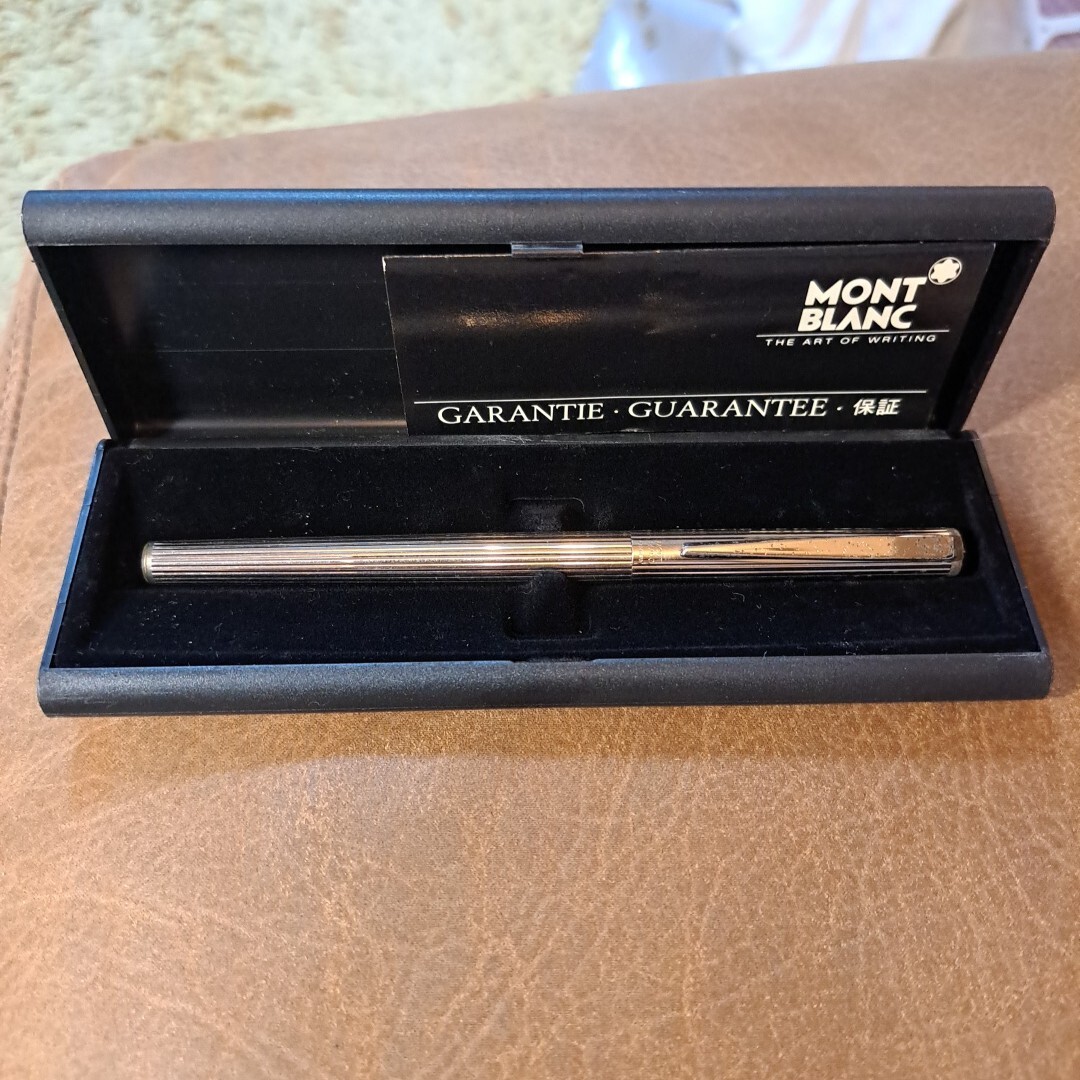 MONT
BLANC
THE ART OF WRITING
GARANTIE · GUARANTEE · 保証